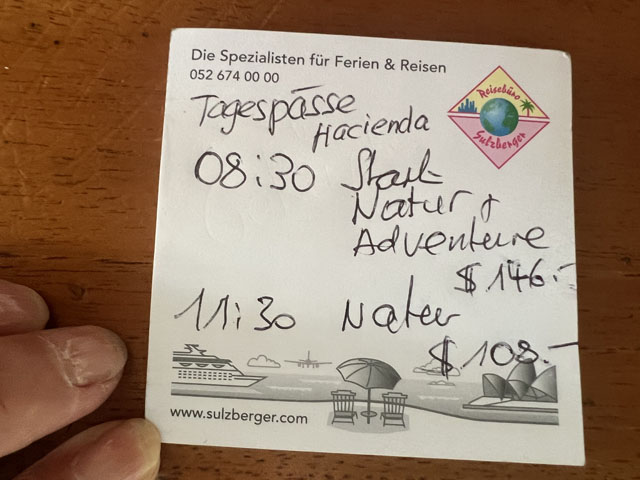 Die Spezialisten für Ferien & Reisen
052 674 00 00
Reisebüro
Sulzberger
Tagespässe
Hacienda
08:30 Start
Natur +
Adventure
$ 146.-
11:30 Natur
$ 108.-
www.sulzberger.com